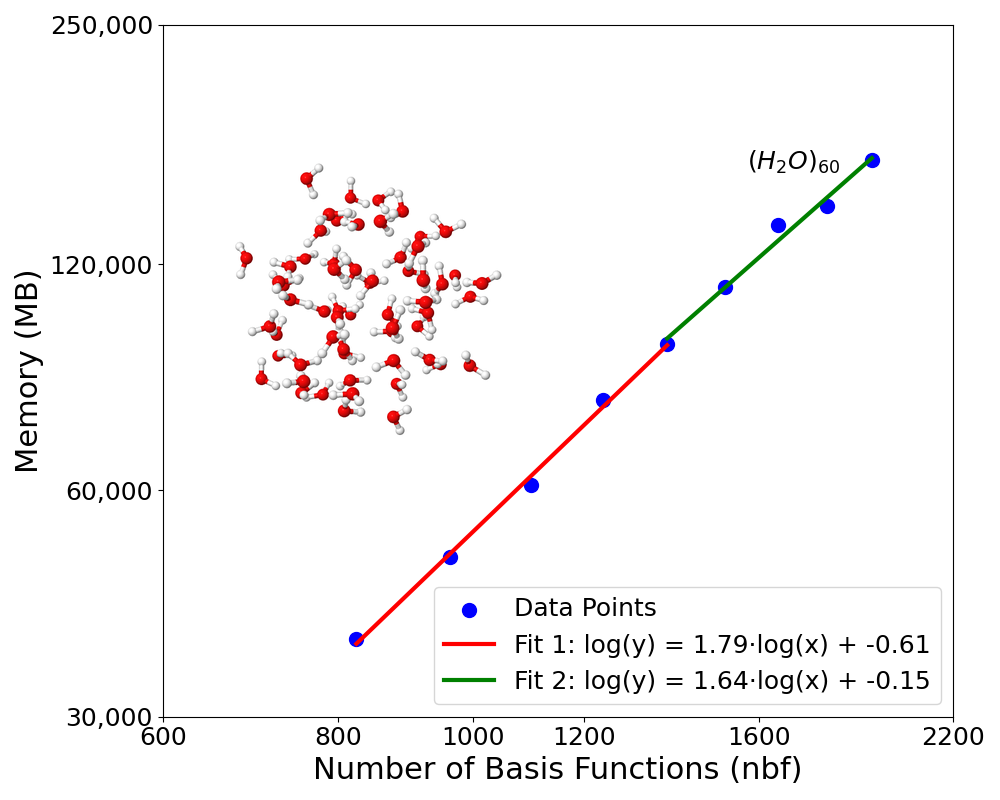 250,000
120,000
60,000
30,000
Memory (MB)
(H₂O)₆₀
Data Points
Fit 1: log(y) = 1.79·log(x) + -0.61
Fit 2: log(y) = 1.64·log(x) + -0.15
600 800 1000 1200 1600 2200
Number of Basis Functions (nbf)